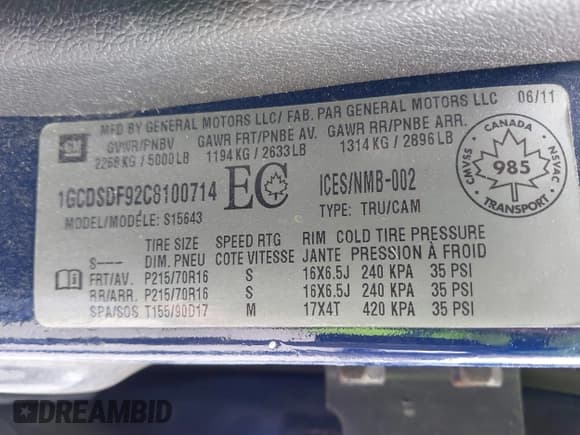 MFD BY GENERAL MOTORS LLC/ FAB. PAR GENERAL MOTORS LLC 06/11
GM
GVWR/PNBV GAWR FRT/PNBE AV. GAWR RR/PNBE ARR.
2268 KG / 5000 LB 1194 KG / 2633 LB 1314 KG / 2896 LB
1GCDSDF92C8100714 EC ICES/NMB-002
MODEL/MODELE: S15643 TYPE: TRU/CAM
CANADA
CMVSS 985 NSVAC
TRANSPORT
TIRE SIZE SPEED RTG RIM COLD TIRE PRESSURE
S---- DIM. PNEU COTE VITESSE JANTE PRESSION À FROID
FRT/AV. P215/70R16 S 16X6.5J 240 KPA 35 PSI
RR/ARR. P215/70R16 S 16X6.5J 240 KPA 35 PSI
SPA/SOS T155/90D17 M 17X4T 420 KPA 35 PSI
DREAMBID